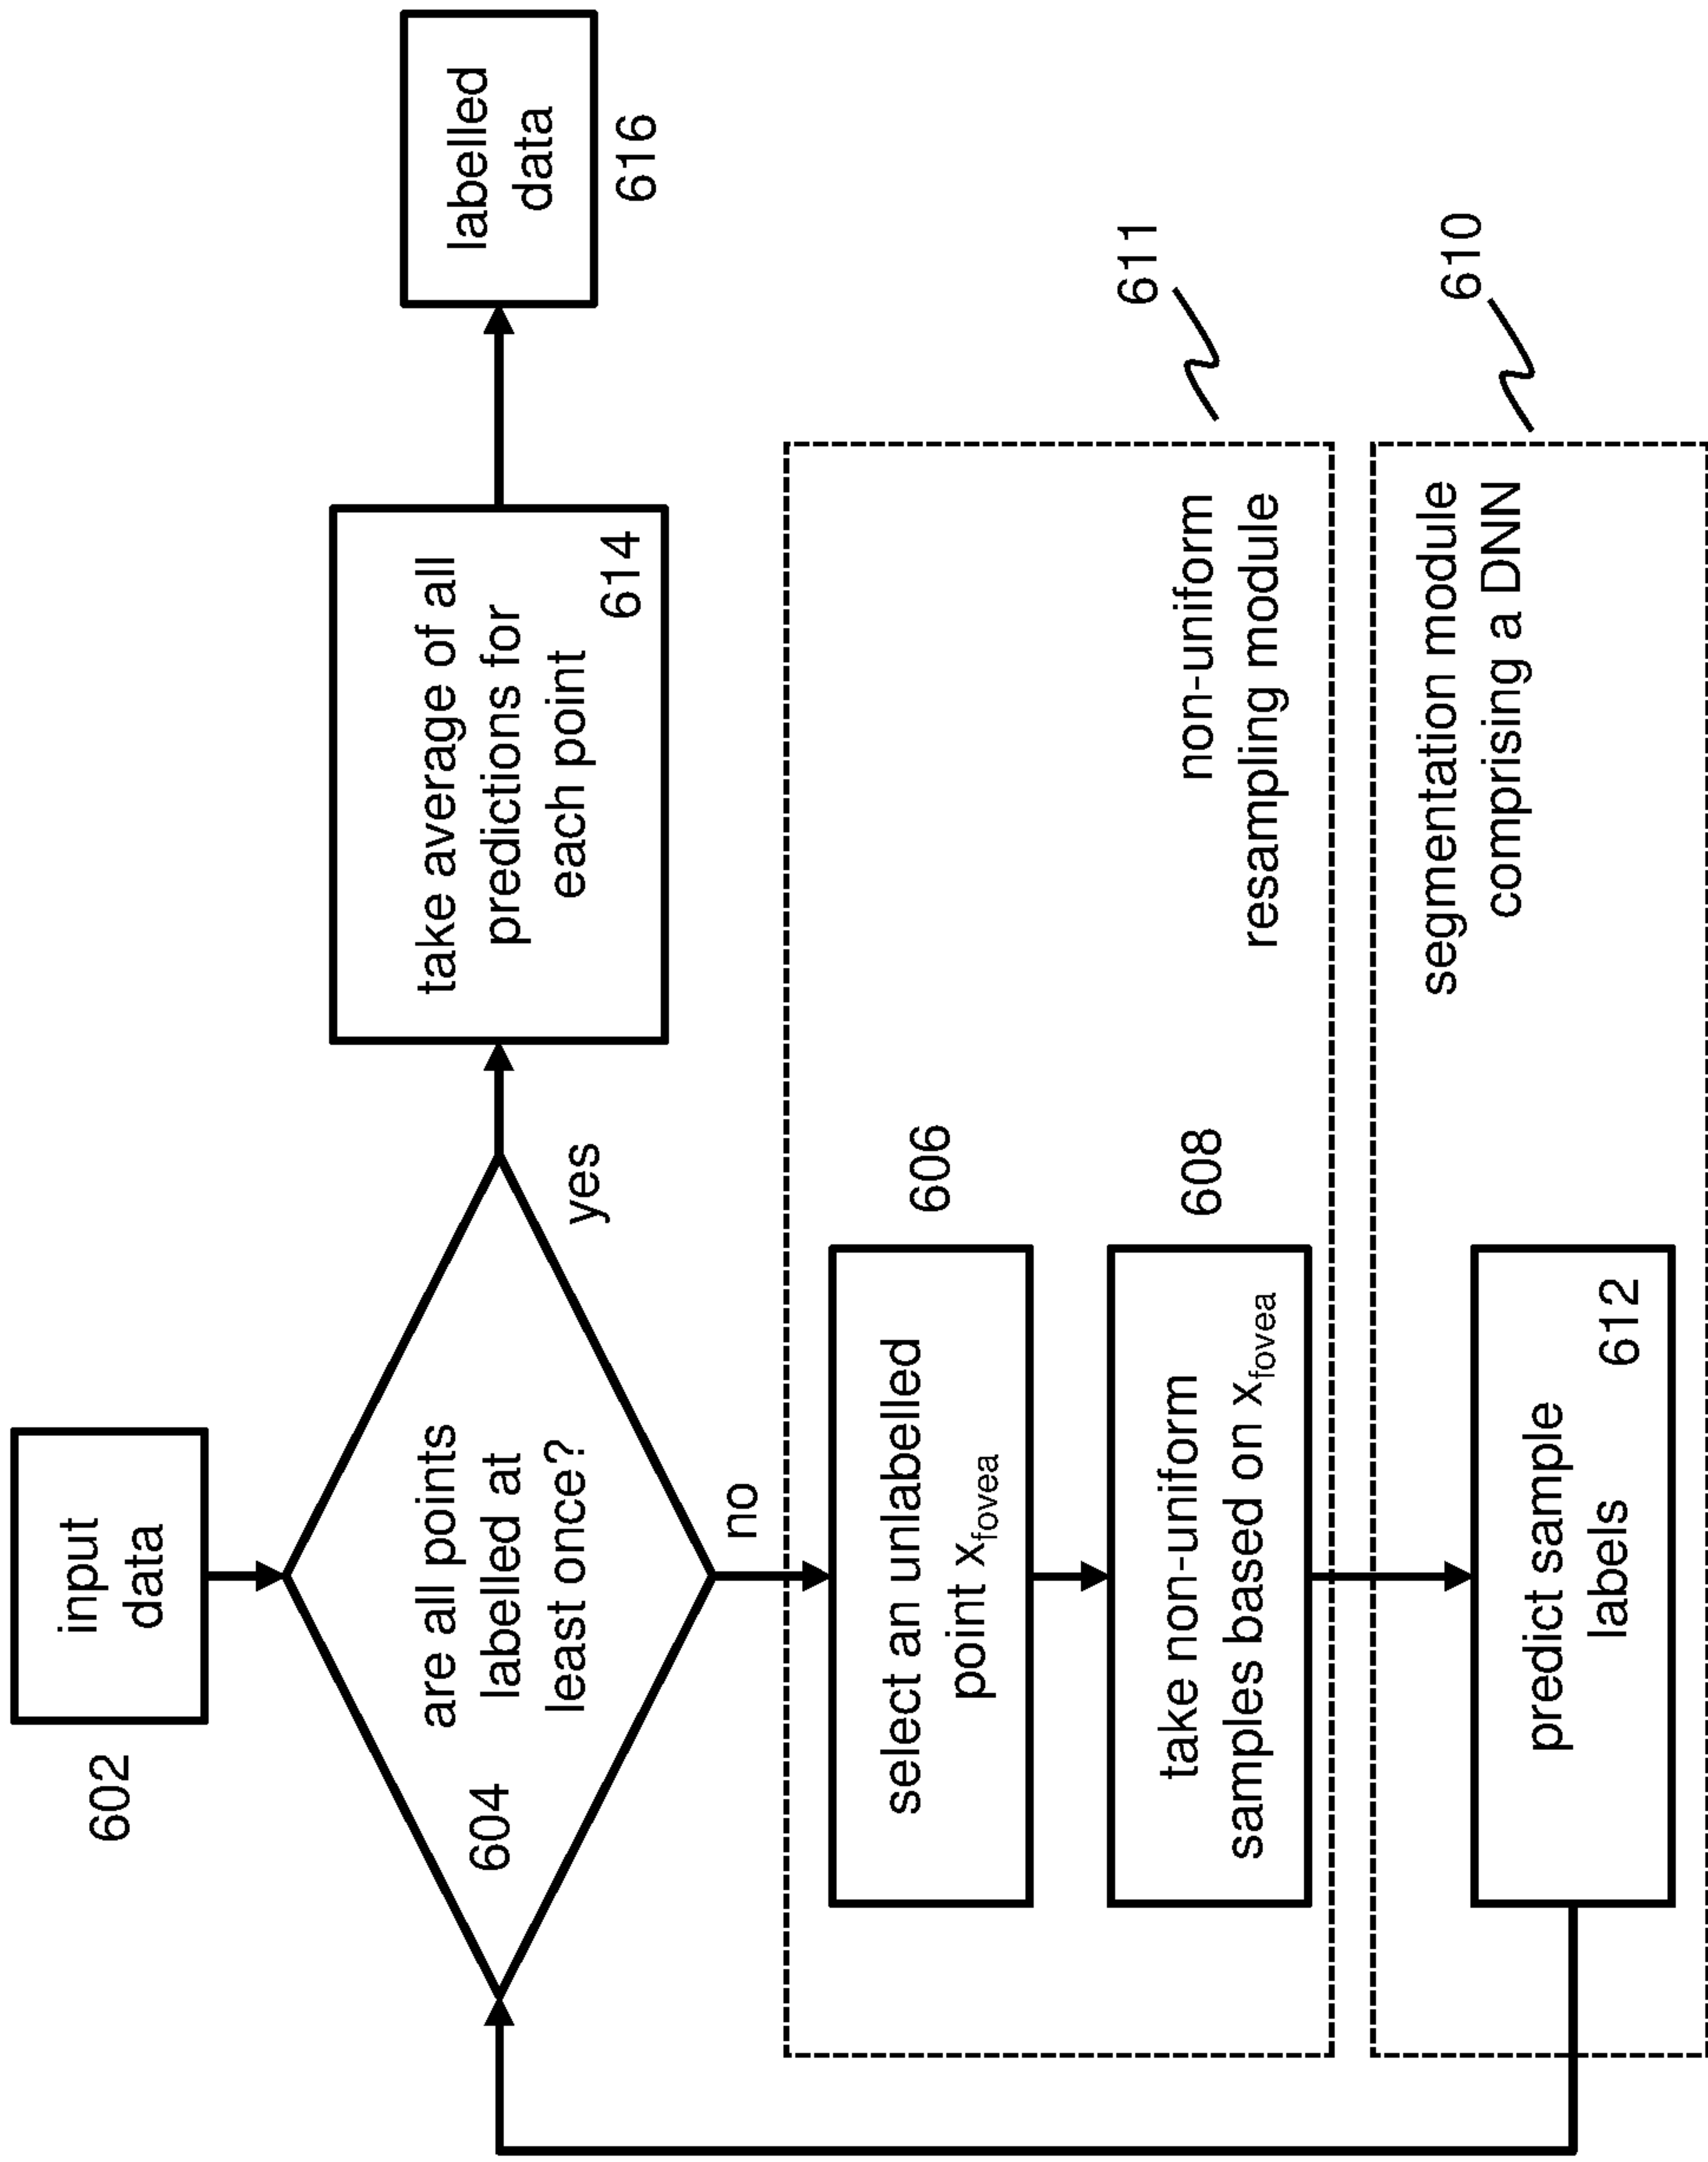 input
data
602
are all points
labelled at
least once?
604
yes
no
take average of all
predictions for
each point
614
labelled
data
616
select an unlabelled
point xfovea
606
take non-uniform
samples based on xfovea
608
non-uniform
resampling module
611
predict sample
labels
612
segmentation module
comprising a DNN
610